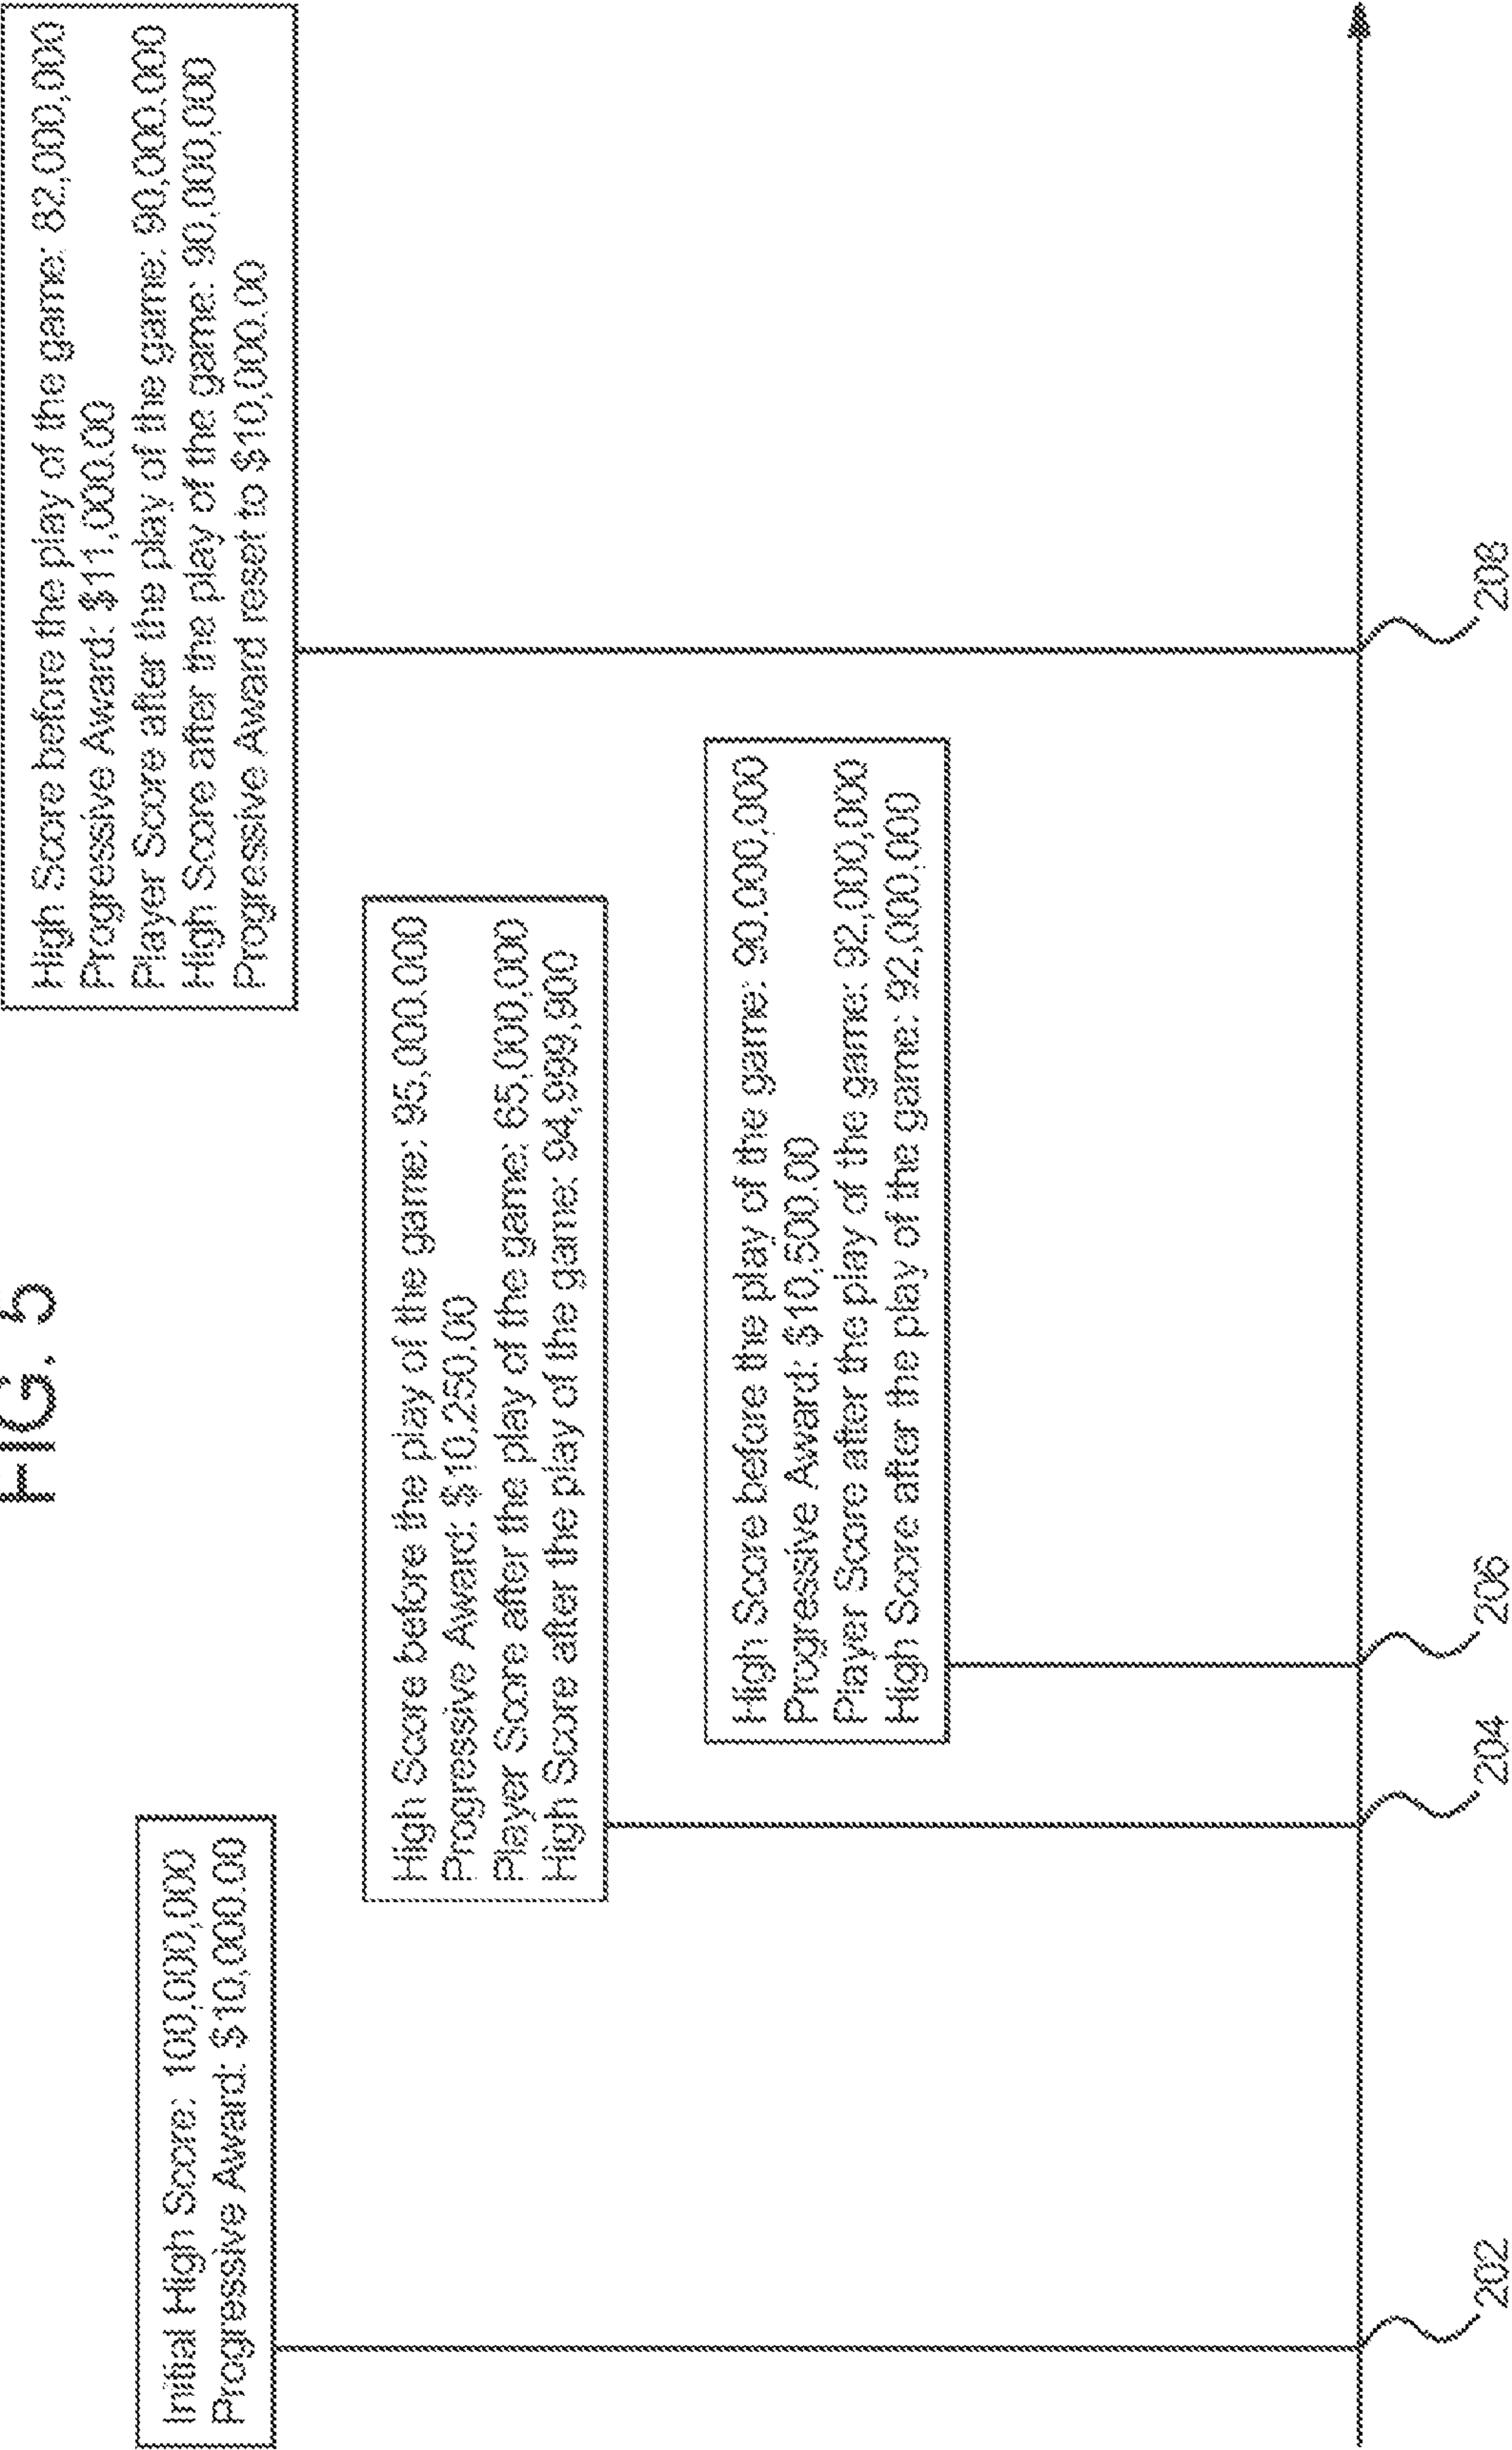 FIG. 5
Initial High Score: 100,000,000
Progressive Award: $10,000.00
High Score before the play of the game: 95,000,000
Progressive Award: $10,250.00
Player Score after the play of the game: 65,000,000
High Score after the play of the game: 94,999,900
High Score before the play of the game: 90,000,000
Progressive Award: $10,500.00
Player Score after the play of the game: 92,000,000
High Score after the play of the game: 92,000,000
High Score before the play of the game: 82,000,000
Progressive Award: $11,000.00
Player Score after the play of the game: 90,000,000
High Score after the play of the game: 90,000,000
Progressive Award reset to $10,000.00
202
204
206
208